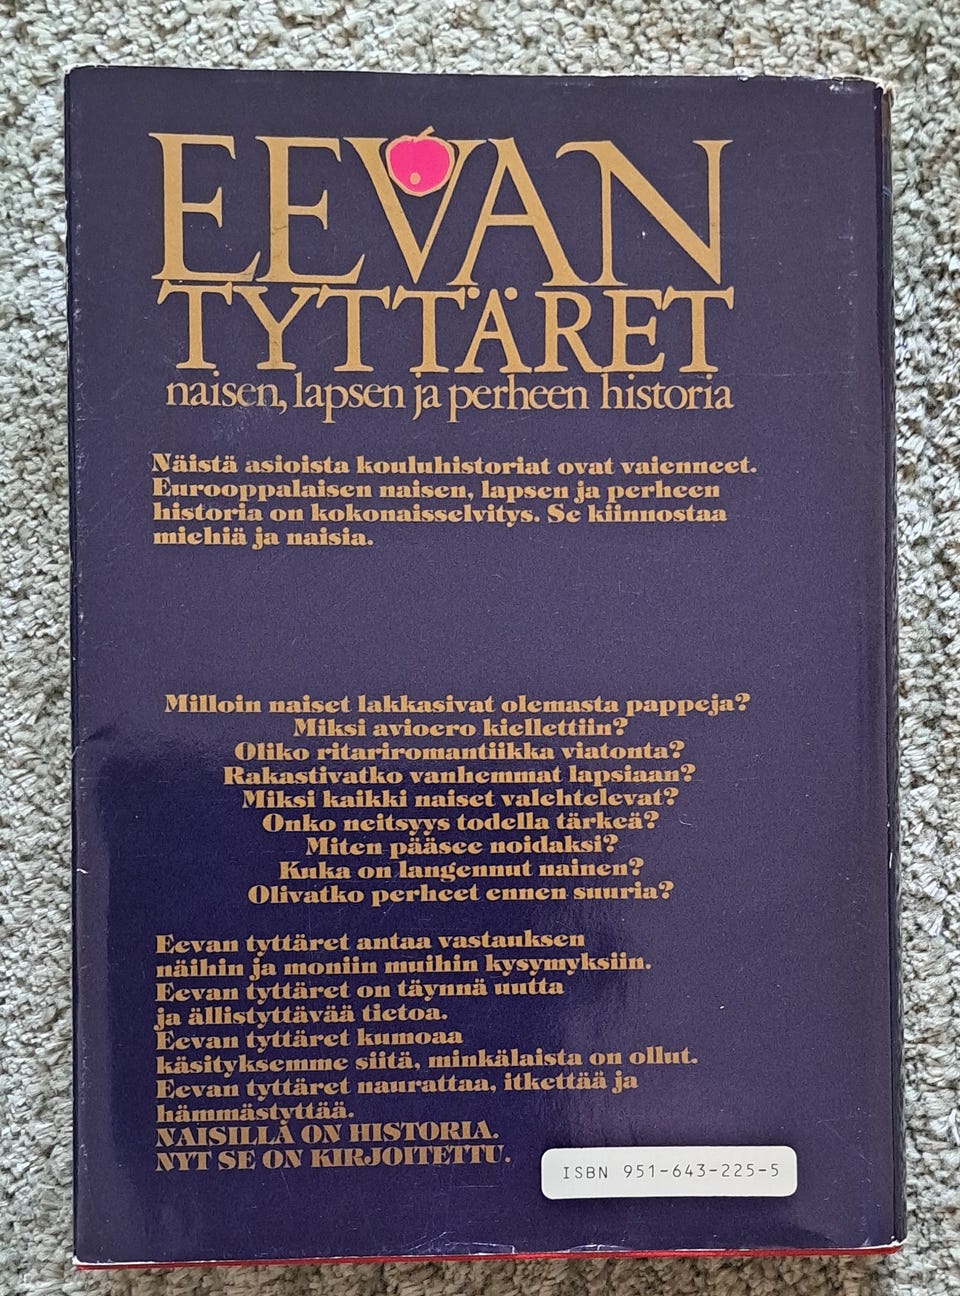 EEVAN
TYTTÄRET
naisen, lapsen ja perheen historia
Näistä asioista kouluhistoriat ovat vaienneet.
Eurooppalaisen naisen, lapsen ja perheen
historia on kokonaisselvitys. Se kiinnostaa
miehiä ja naisia.
Milloin naiset lakkasivat olemasta pappeja?
Miksi avioero kiellettiin?
Oliko ritariromantiikka viatonta?
Rakastivatko vanhemmat lapsiaan?
Miksi kaikki naiset valehtelevat?
Onko neitsyys todella tärkeä?
Miten pääsee noidaksi?
Kuka on langennut nainen?
Olivatko perheet ennen suuria?
Eevan tyttäret antaa vastauksen
näihin ja moniin muihin kysymyksiin.
Eevan tyttäret on täynnä uutta
ja ällistyttävää tietoa.
Eevan tyttäret kumoaa
käsityksemme siitä, minkälaista on ollut.
Eevan tyttäret naurattaa, itkettää ja
hämmästyttää.
NAISILLA ON HISTORIA.
NYT SE ON KIRJOITETTU.
ISBN 951-643-225-5